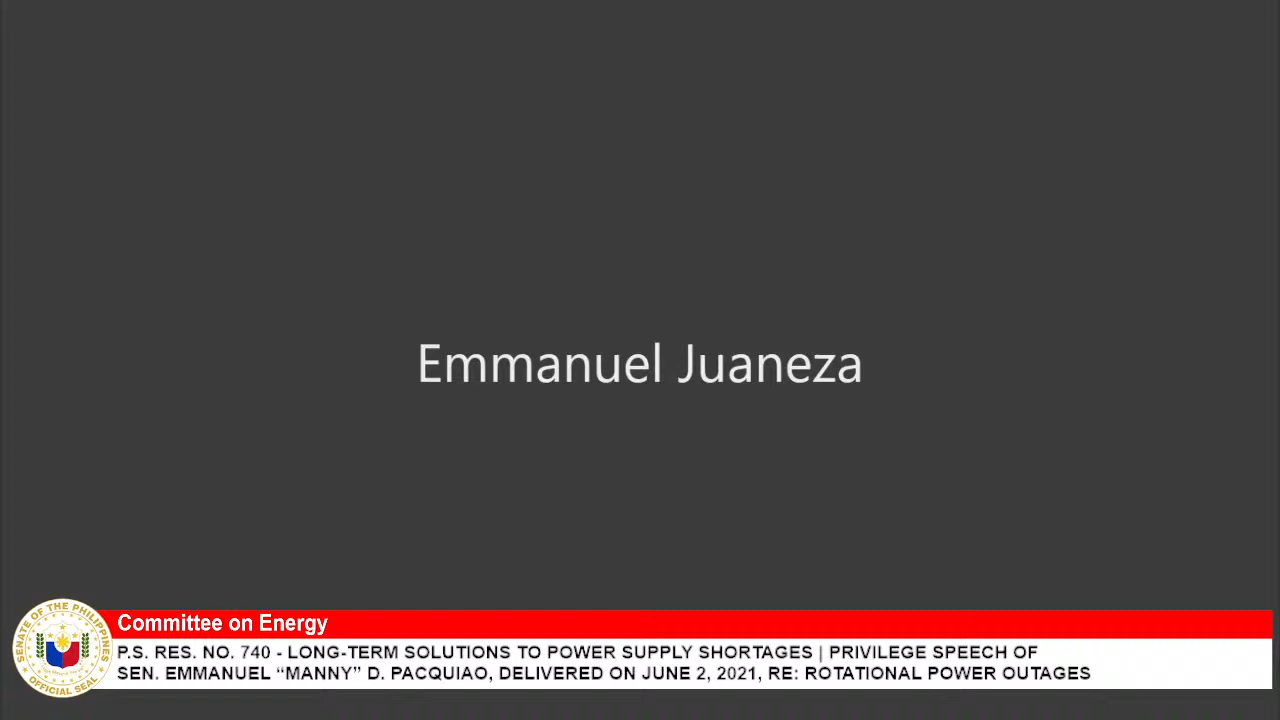 Emmanuel Juaneza
SENATE OF THE PHILIPPINES
OFFICIAL SEAL
Committee on Energy
P.S. RES. NO. 740 - LONG-TERM SOLUTIONS TO POWER SUPPLY SHORTAGES | PRIVILEGE SPEECH OF
SEN. EMMANUEL “MANNY” D. PACQUIAO, DELIVERED ON JUNE 2, 2021, RE: ROTATIONAL POWER OUTAGES